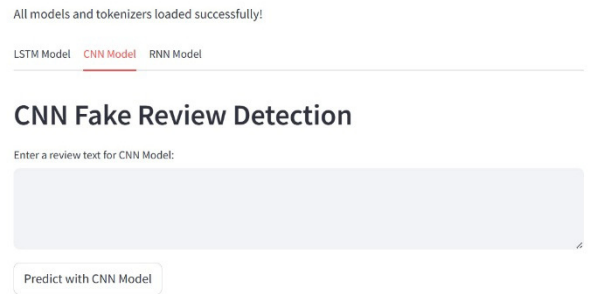 All models and tokenizers loaded successfully!
LSTM Model CNN Model RNN Model
CNN Fake Review Detection
Enter a review text for CNN Model:
Predict with CNN Model